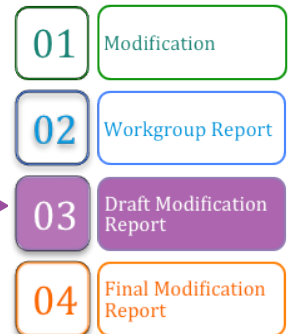 01
Modification
02
Workgroup Report
03
Draft Modification
Report
04
Final Modification
Report